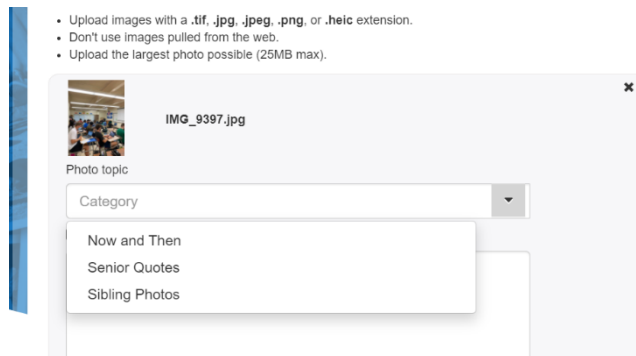 Upload images with a .tif, .jpg, .jpeg, .png, or .heic extension.
Don't use images pulled from the web.
Upload the largest photo possible (25MB max).
IMG_9397.jpg
Photo topic
Category
Now and Then
Senior Quotes
Sibling Photos